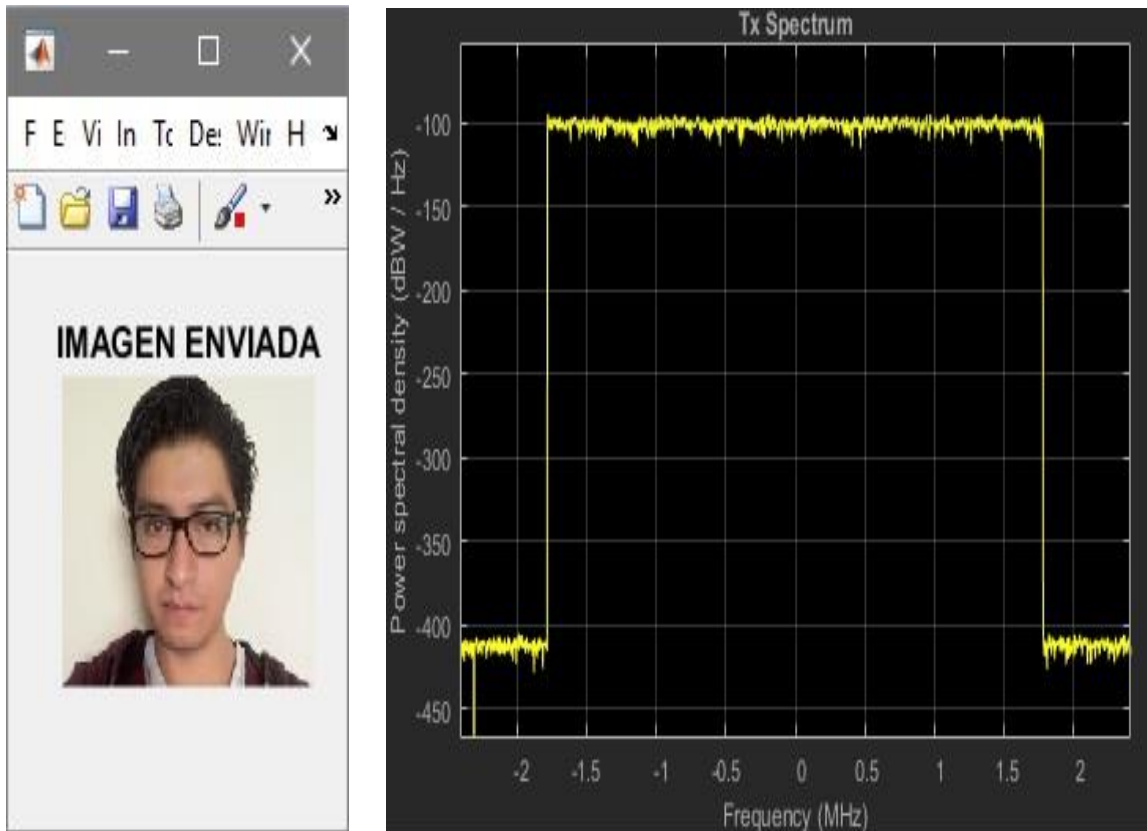 F E Vi In Tc De: Wir H
IMAGEN ENVIADA
Tx Spectrum
Power spectral density (dBW / Hz)
-100
-150
-200
-250
-300
-350
-400
-450
-2 -1.5 -1 -0.5 0 0.5 1 1.5 2
Frequency (MHz)